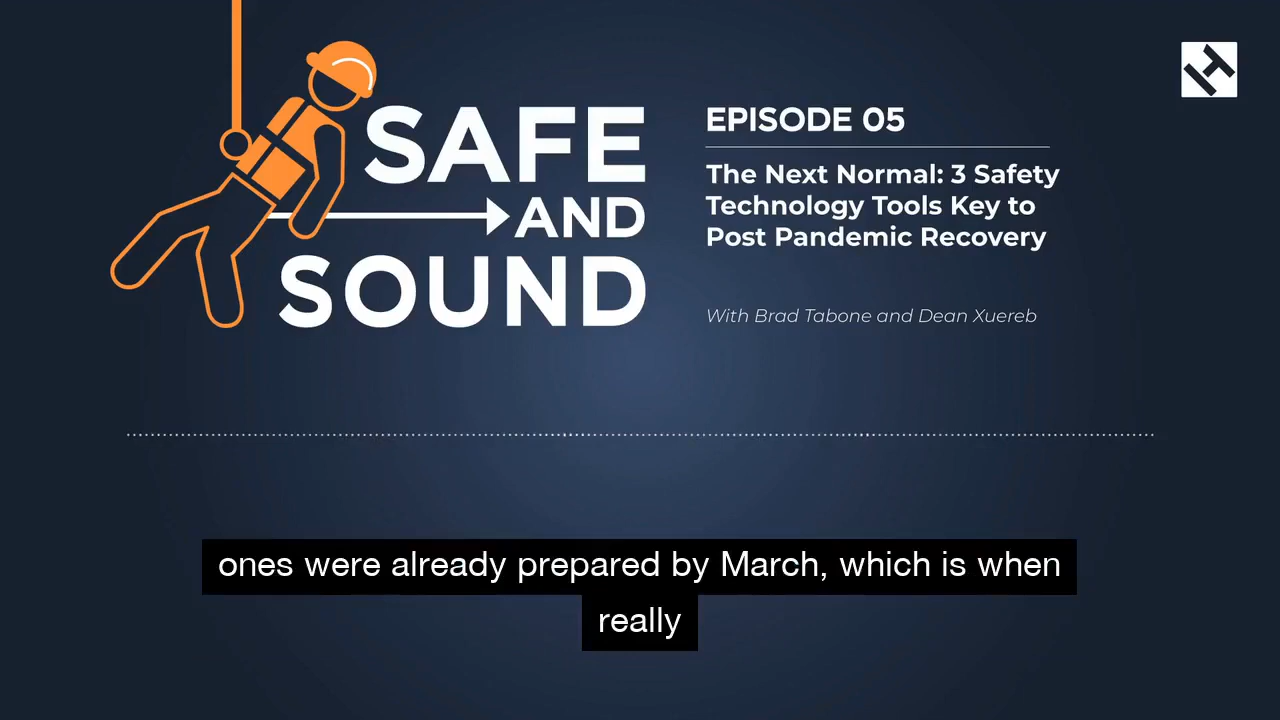 SAFE
AND
SOUND
EPISODE 05
The Next Normal: 3 Safety
Technology Tools Key to
Post Pandemic Recovery
With Brad Tabone and Dean Xuereb
ones were already prepared by March, which is when
really